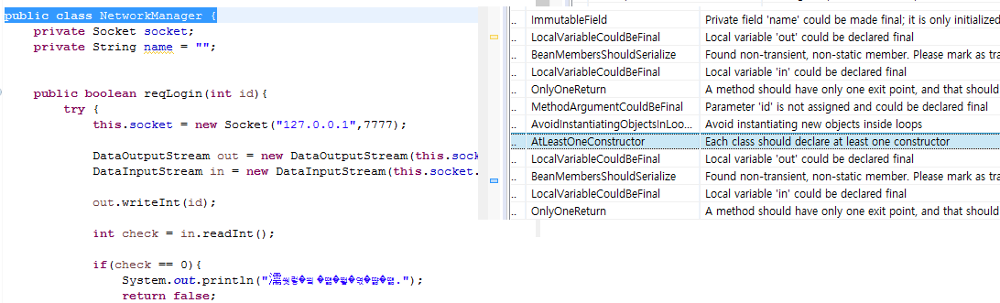 public class NetworkManager {
private Socket socket;
private String name = "";
public boolean reqLogin(int id){
try {
this.socket = new Socket("127.0.0.1",7777);
DataOutputStream out = new DataOutputStream(this.sock
DataInputStream in = new DataInputStream(this.socket.
out.writeInt(id);
int check = in.readInt();
if(check == 0){
System.out.println("
return false;
.. ImmutableField Private field 'name' could be made final; it is only initialized
.. LocalVariableCouldBeFinal Local variable 'out' could be declared final
.. BeanMembersShouldSerialize Found non-transient, non-static member. Please mark as tra
.. LocalVariableCouldBeFinal Local variable 'in' could be declared final
.. OnlyOneReturn A method should have only one exit point, and that should
.. MethodArgumentCouldBeFinal Parameter 'id' is not assigned and could be declared final
.. AvoidInstantiatingObjectsInLoo... Avoid instantiating new objects inside loops
.. AtLeastOneConstructor Each class should declare at least one constructor
.. LocalVariableCouldBeFinal Local variable 'out' could be declared final
.. BeanMembersShouldSerialize Found non-transient, non-static member. Please mark as tra
.. LocalVariableCouldBeFinal Local variable 'in' could be declared final
.. OnlyOneReturn A method should have only one exit point, and that should